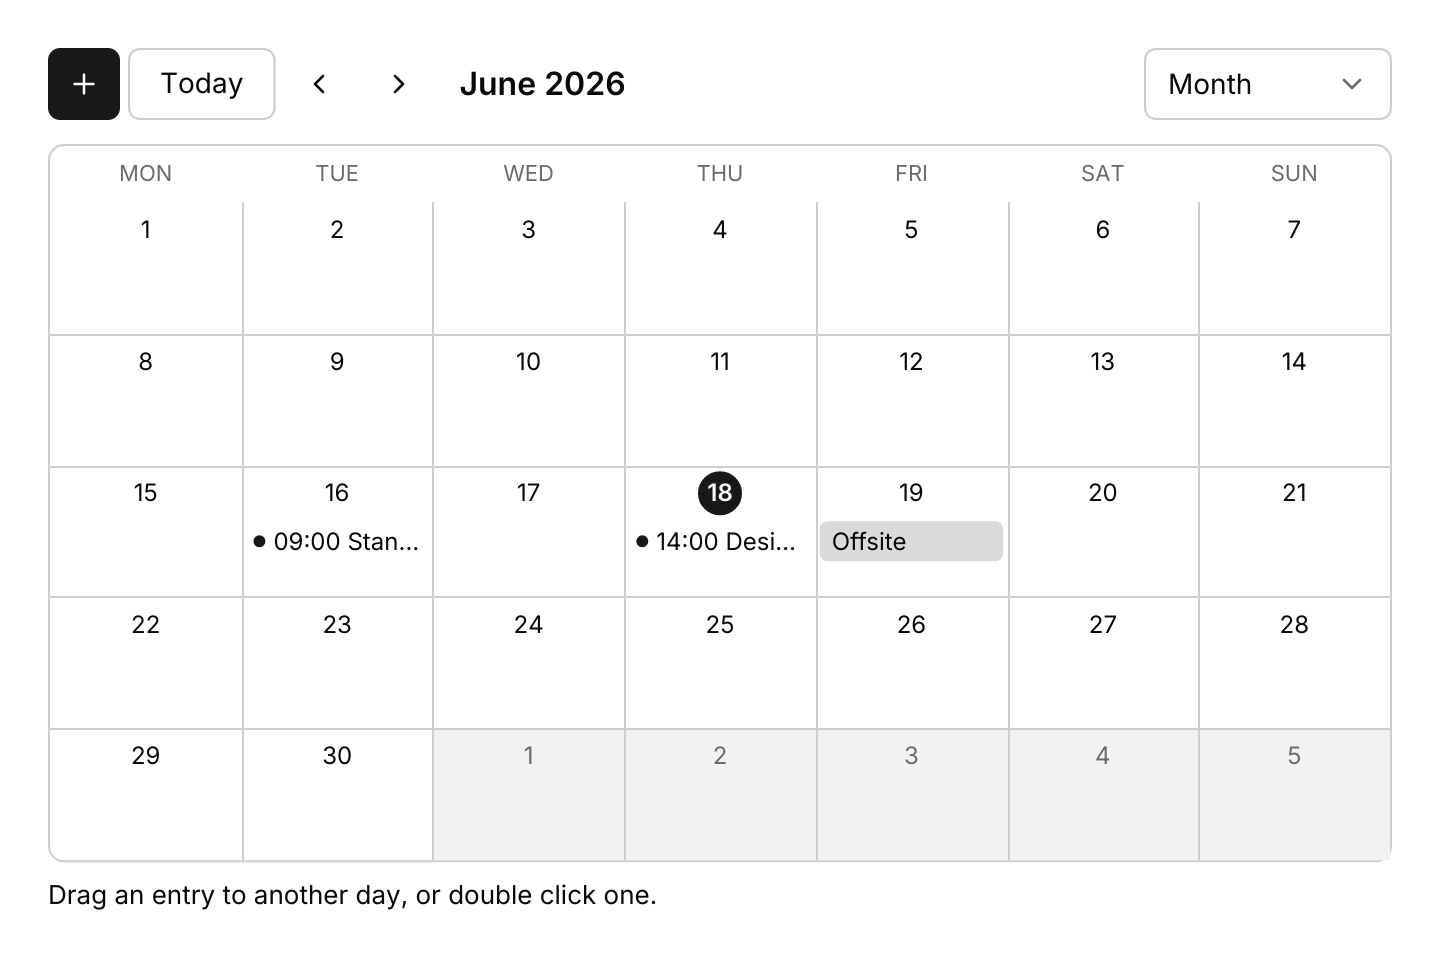 Today
June 2026
Month
MON TUE WED THU FRI SAT SUN
1 2 3 4 5 6 7
8 9 10 11 12 13 14
15 16 17 18 19 20 21
09:00 Stan... 14:00 Desi... Offsite
22 23 24 25 26 27 28
29 30 1 2 3 4 5
Drag an entry to another day, or double click one.